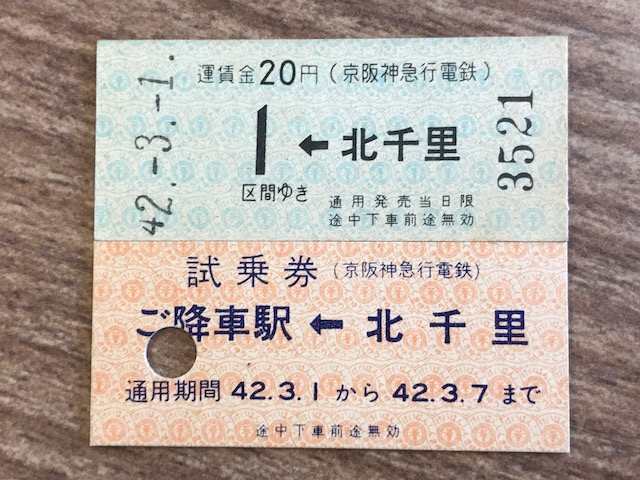 42.-3.-1.
運賃金20円(京阪神急行電鉄)
1 ← 北千里
区間ゆき
通用発売当日限
途中下車前途無効
3521
試乗券(京阪神急行電鉄)
ご降車駅 ← 北千里
通用期間 42.3.1 から 42.3.7 まで
途中下車前途無効